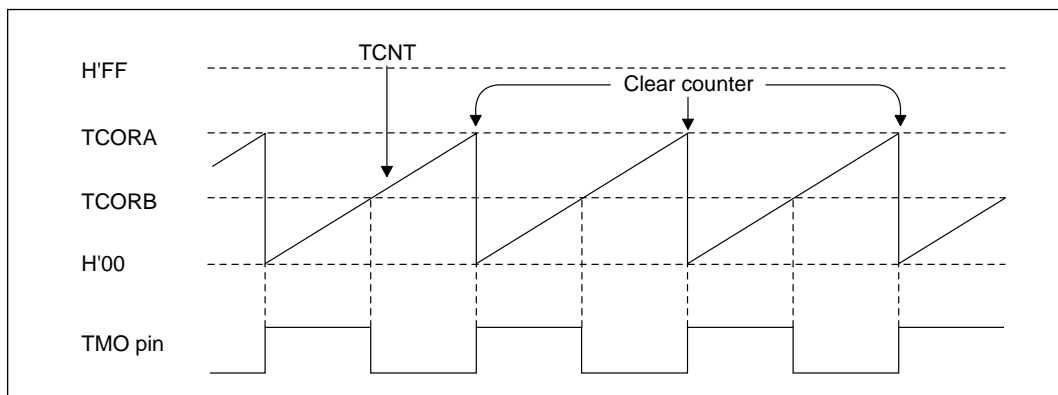 TCNT
H'FF
Clear counter
TCORA
TCORB
H'00
TMO pin